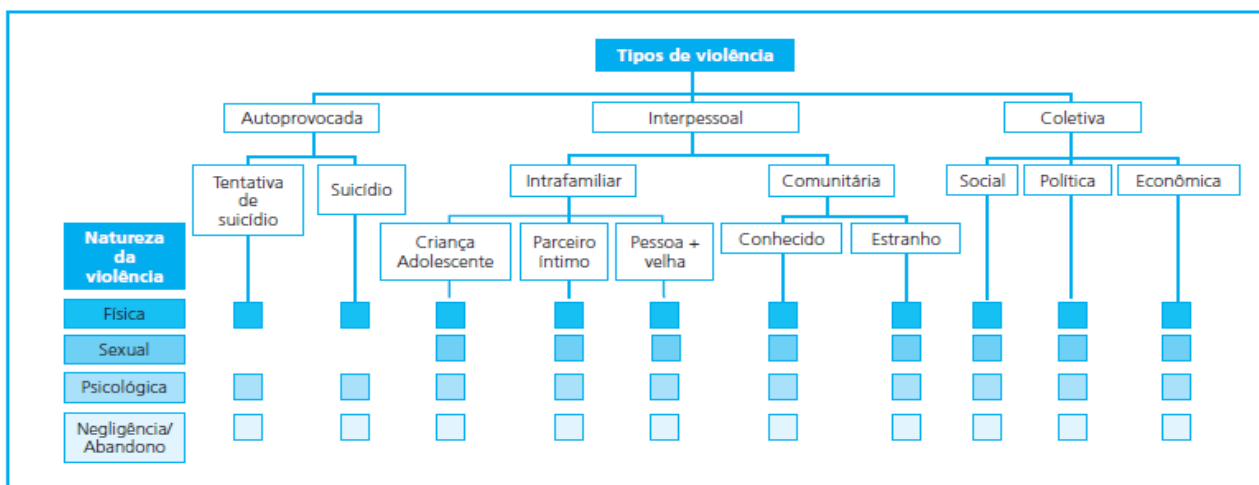 Tipos de violência
Autoprovocada
Interpessoal
Coletiva
Tentativa
de
suicídio
Suicídio
Intrafamiliar
Comunitária
Social
Política
Econômica
Natureza
da
violência
Criança
Adolescente
Parceiro
íntimo
Pessoa +
velha
Conhecido
Estranho
Física
Sexual
Psicológica
Negligência/
Abandono